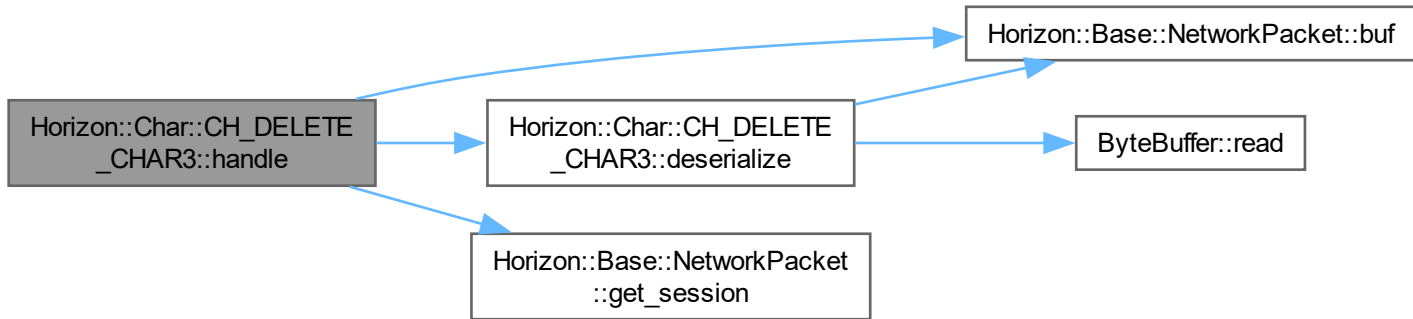 Horizon::Char::CH_DELETE
_CHAR3::handle
Horizon::Base::NetworkPacket::buf
Horizon::Char::CH_DELETE
_CHAR3::deserialize
ByteBuffer::read
Horizon::Base::NetworkPacket
::get_session